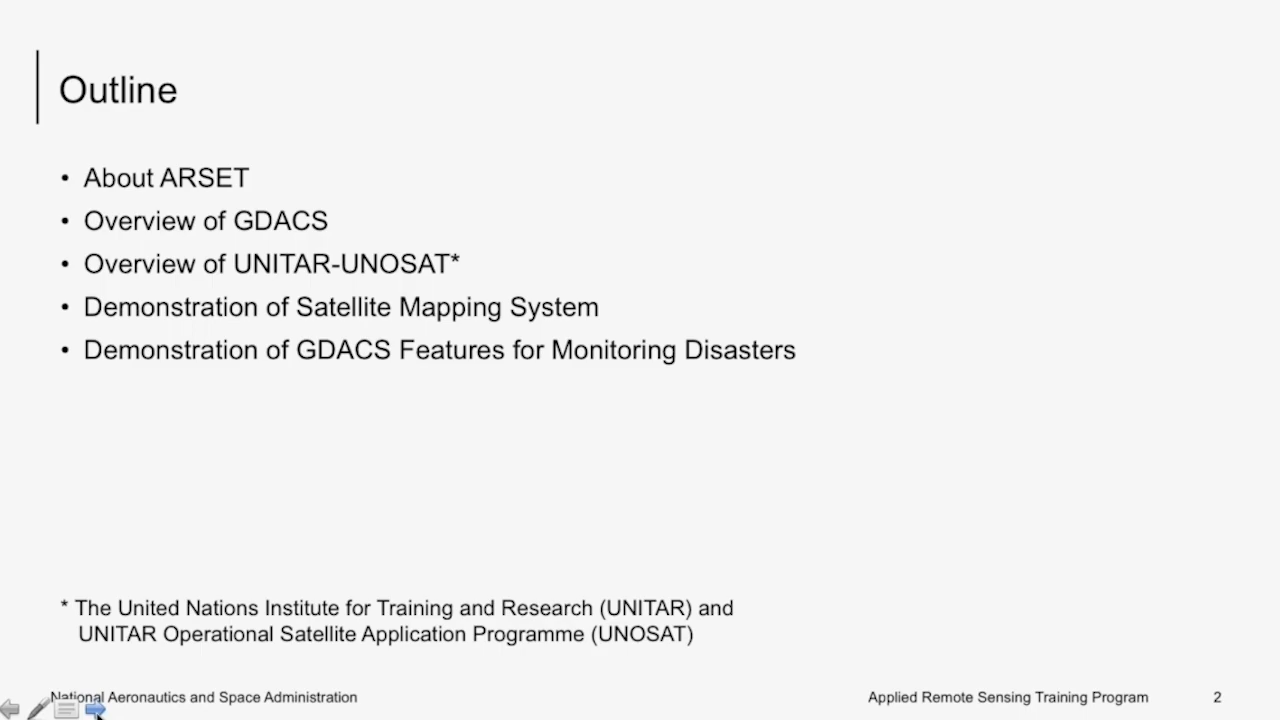 Outline
• About ARSET
• Overview of GDACS
• Overview of UNITAR-UNOSAT*
• Demonstration of Satellite Mapping System
• Demonstration of GDACS Features for Monitoring Disasters
* The United Nations Institute for Training and Research (UNITAR) and
UNITAR Operational Satellite Application Programme (UNOSAT)
National Aeronautics and Space Administration
Applied Remote Sensing Training Program
2